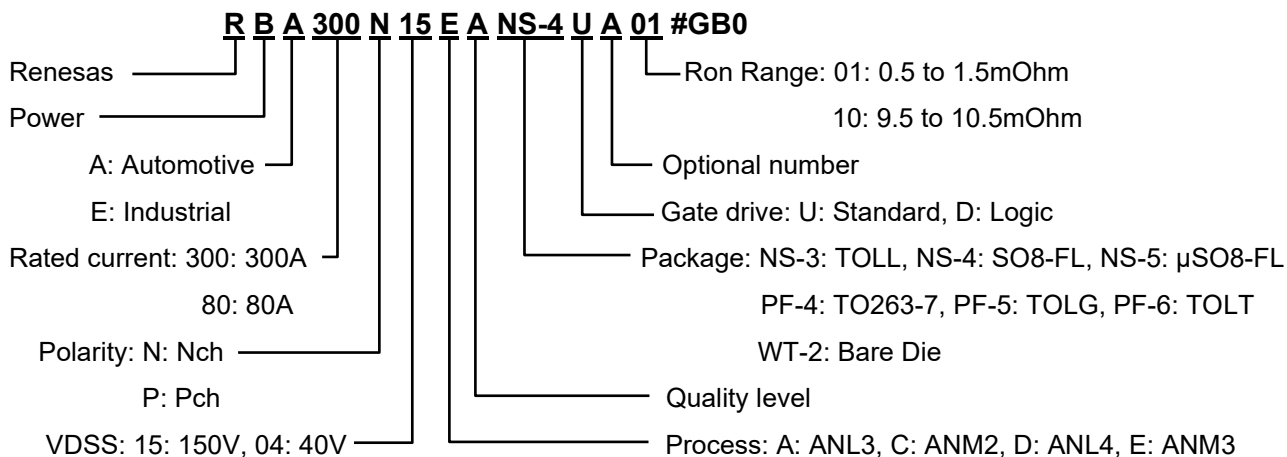 R B A 300 N 15 E A NS-4 U A 01 #GB0
Renesas
Ron Range: 01: 0.5 to 1.5mOhm
Power
10: 9.5 to 10.5mOhm
A: Automotive
Optional number
E: Industrial
Gate drive: U: Standard, D: Logic
Rated current: 300: 300A
Package: NS-3: TOLL, NS-4: SO8-FL, NS-5: µSO8-FL
80: 80A
PF-4: TO263-7, PF-5: TOLG, PF-6: TOLT
Polarity: N: Nch
WT-2: Bare Die
P: Pch
Quality level
VDSS: 15: 150V, 04: 40V
Process: A: ANL3, C: ANM2, D: ANL4, E: ANM3